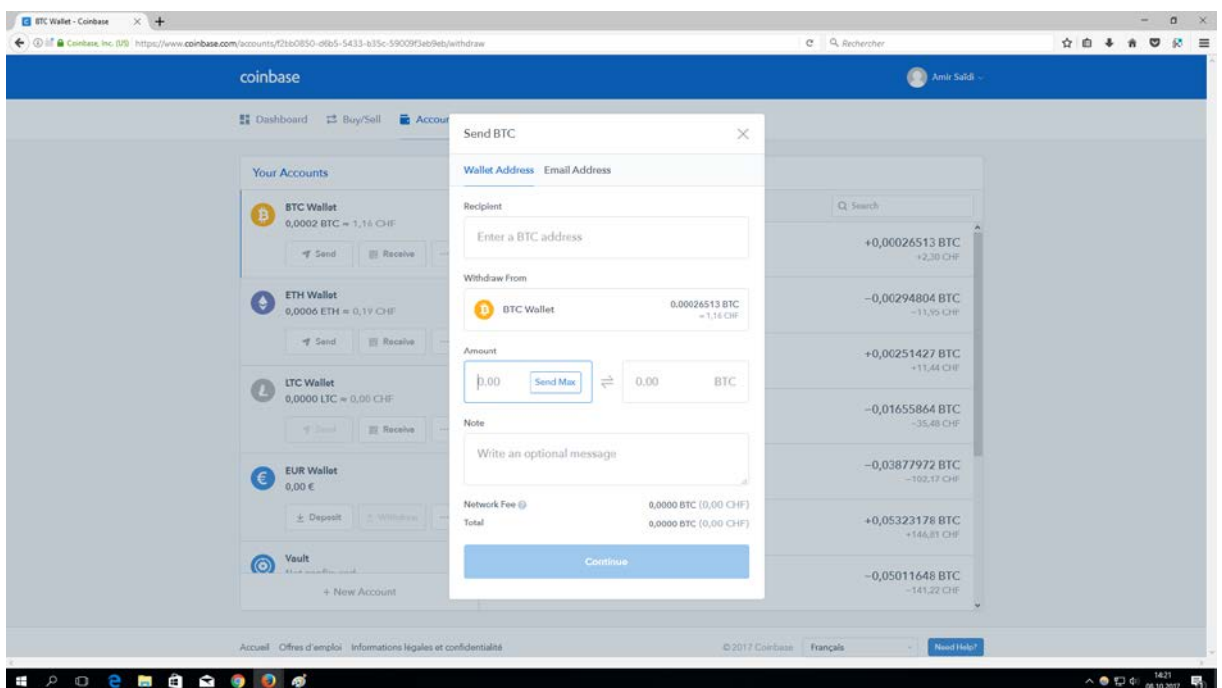 BTC Wallet - Coinbase
Coinbase, Inc. (US) https://www.coinbase.com/accounts/f2bb0850-d6b5-5433-b35c-59009f3eb9eb/withdraw
Rechercher
coinbase
Amir Saïdi
Dashboard Buy/Sell Accoun
Your Accounts
BTC Wallet
0,0002 BTC ≈ 1,16 CHF
Send Receive
ETH Wallet
0,0006 ETH ≈ 0,19 CHF
Send Receive
LTC Wallet
0,0000 LTC ≈ 0,00 CHF
Send Receive
EUR Wallet
0,00 €
Deposit Withdraw
Vault
+ New Account
Send BTC
Wallet Address Email Address
Recipient
Enter a BTC address
Withdraw From
BTC Wallet 0.00026513 BTC
≈ 1,16 CHF
Amount
0.00 Send Max 0.00 BTC
Note
Write an optional message
Network Fee 0,0000 BTC (0,00 CHF)
Total 0,0000 BTC (0,00 CHF)
Continue
Search
+0,00026513 BTC
+2,30 CHF
-0,00294804 BTC
-11,95 CHF
+0,00251427 BTC
+11,44 CHF
-0,01655864 BTC
-35,48 CHF
-0,03877972 BTC
-102,17 CHF
+0,05323178 BTC
+146,81 CHF
-0,05011648 BTC
-141,22 CHF
Accueil Offres d'emploi Informations légales et confidentialité
© 2017 Coinbase Français Need Help?
14:21
08.10.2017